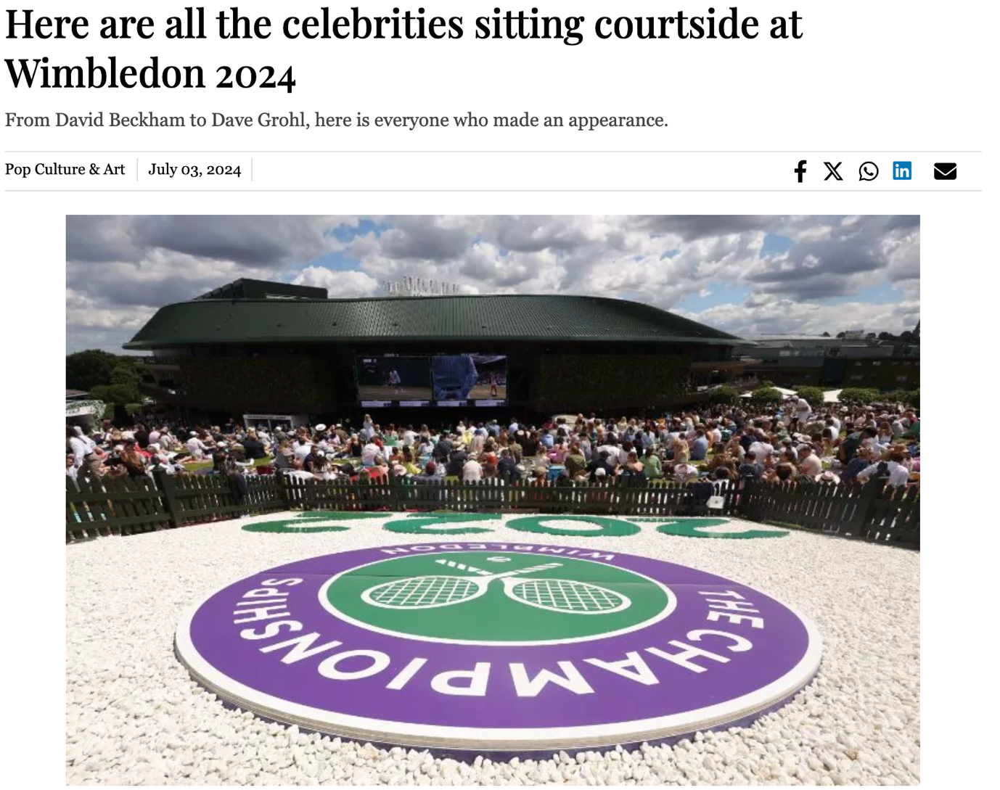 Here are all the celebrities sitting courtside at
Wimbledon 2024
From David Beckham to Dave Grohl, here is everyone who made an appearance.
Pop Culture & Art
July 03, 2024
2022
WIMBLEDON
THE CHAMPIONSHIPS